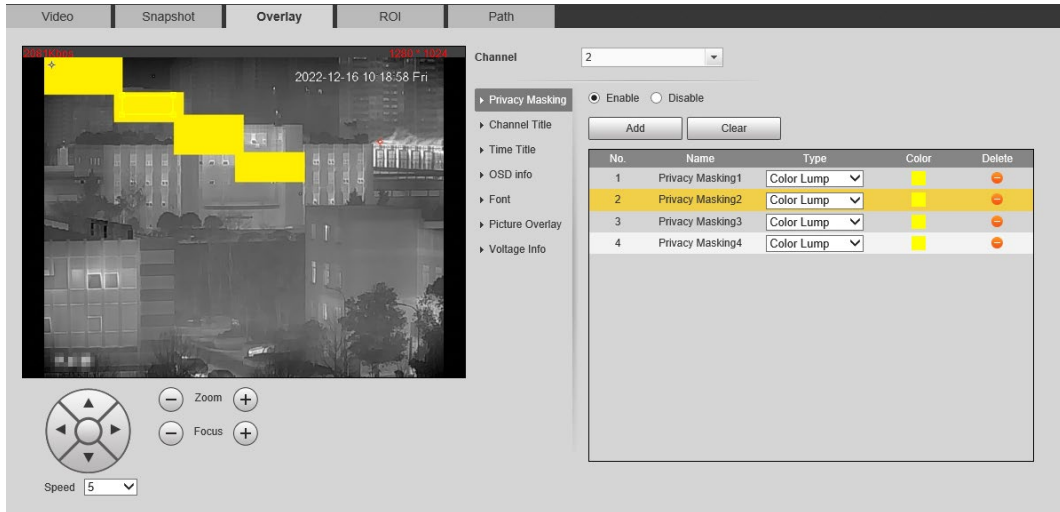 Video Snapshot Overlay ROI Path
2061Kbps 1280 * 1024
2022-12-16 10:18:58 Fri
Channel 2
Privacy Masking
Channel Title
Time Title
OSD info
Font
Picture Overlay
Voltage Info
Enable Disable
Add Clear
No. Name Type Color Delete
1 Privacy Masking1 Color Lump
2 Privacy Masking2 Color Lump
3 Privacy Masking3 Color Lump
4 Privacy Masking4 Color Lump
Zoom
Focus
Speed 5